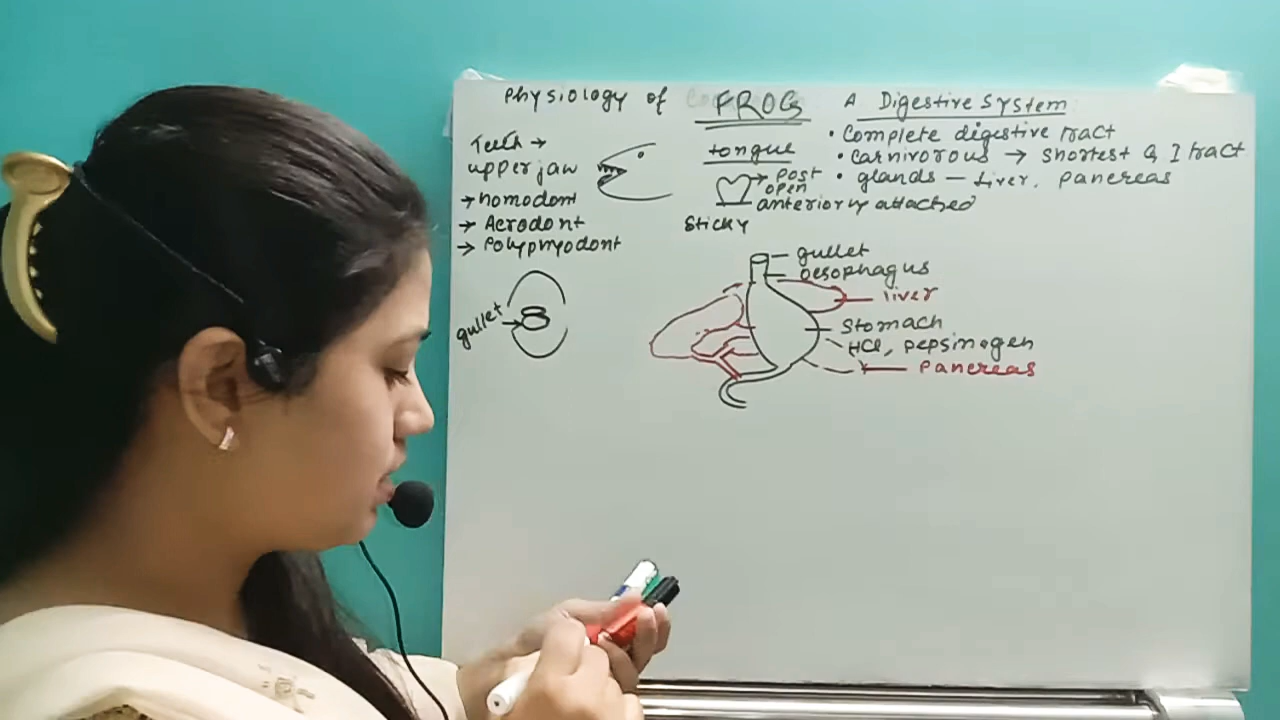 Physiology of FROG
A Digestive System
• Complete digestive tract
• carnivorous → shortest G I tract
• glands — Liver, pancreas
Teeth →
upper jaw
→ Homodont
→ Acrodont
→ Polyphyodont
tongue
post
open
anteriorly attached
Sticky
gullet
gullet
oesophagus
liver
Stomach
HCl, pepsinogen
pancreas